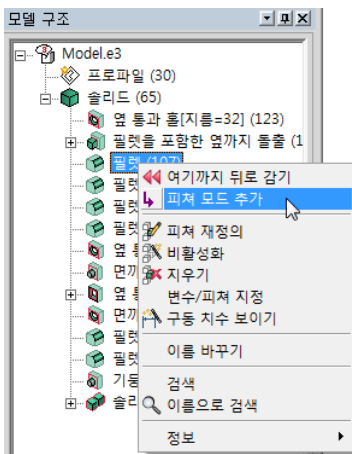 모델 구조
Model.e3
프로파일 (30)
솔리드 (65)
옆 통과 홀[지름=32] (123)
필렛을 포함한 옆까지 돌출 (1
필렛 (107)
여기까지 뒤로 감기
필렛
피쳐 모드 추가
필렛
필렛
피쳐 재정의
옆
비활성화
면까
지우기
옆
변수/피쳐 지정
면까
구동 치수 보이기
필렛
필렛
이름 바꾸기
기둥
검색
솔리
이름으로 검색
정보